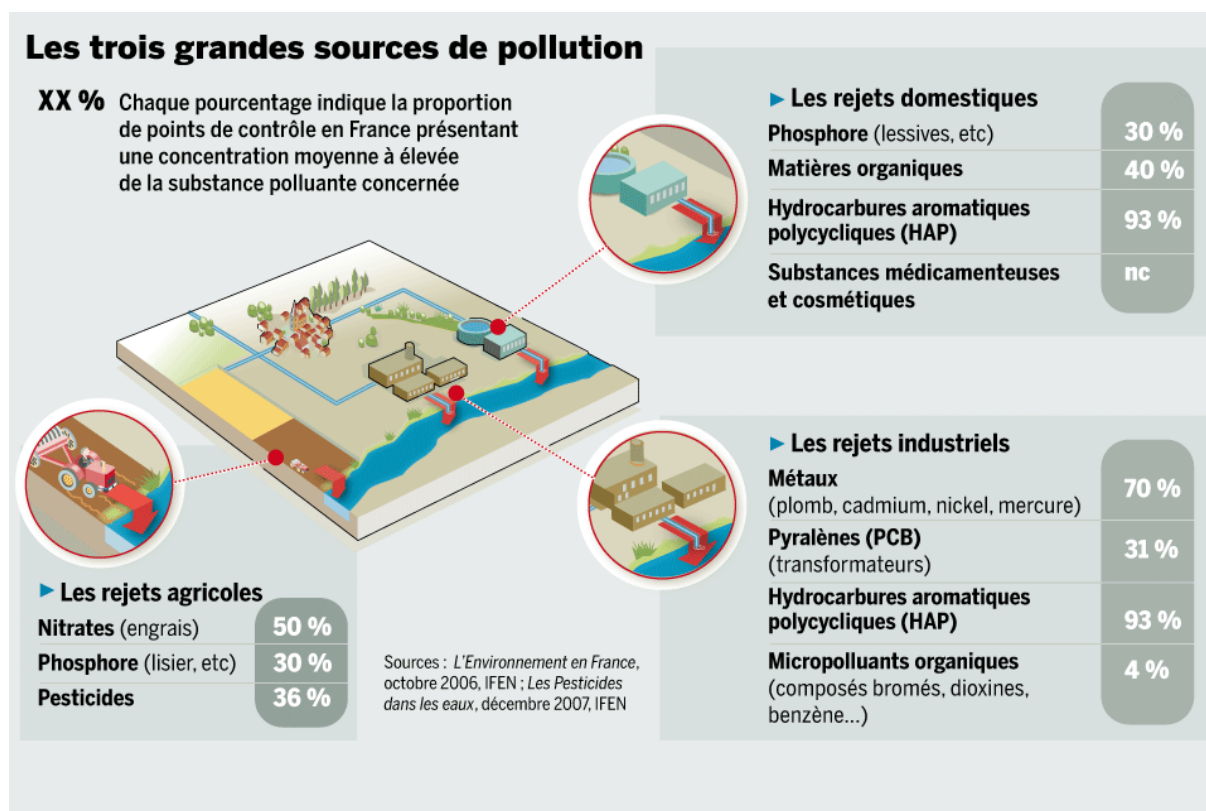 Les trois grandes sources de pollution
XX % Chaque pourcentage indique la proportion
de points de contrôle en France présentant
une concentration moyenne à élevée
de la substance polluante concernée
► Les rejets domestiques
Phosphore (lessives, etc) 30 %
Matières organiques 40 %
Hydrocarbures aromatiques
polycycliques (HAP) 93 %
Substances médicamenteuses
et cosmétiques nc
► Les rejets industriels
Métaux
(plomb, cadmium, nickel, mercure) 70 %
Pyralènes (PCB)
(transformateurs) 31 %
Hydrocarbures aromatiques
polycycliques (HAP) 93 %
Micropolluants organiques
(composés bromés, dioxines, 4 %
benzène...)
► Les rejets agricoles
Nitrates (engrais) 50 %
Phosphore (lisier, etc) 30 %
Pesticides 36 %
Sources : L'Environnement en France,
octobre 2006, IFEN ; Les Pesticides
dans les eaux, décembre 2007, IFEN